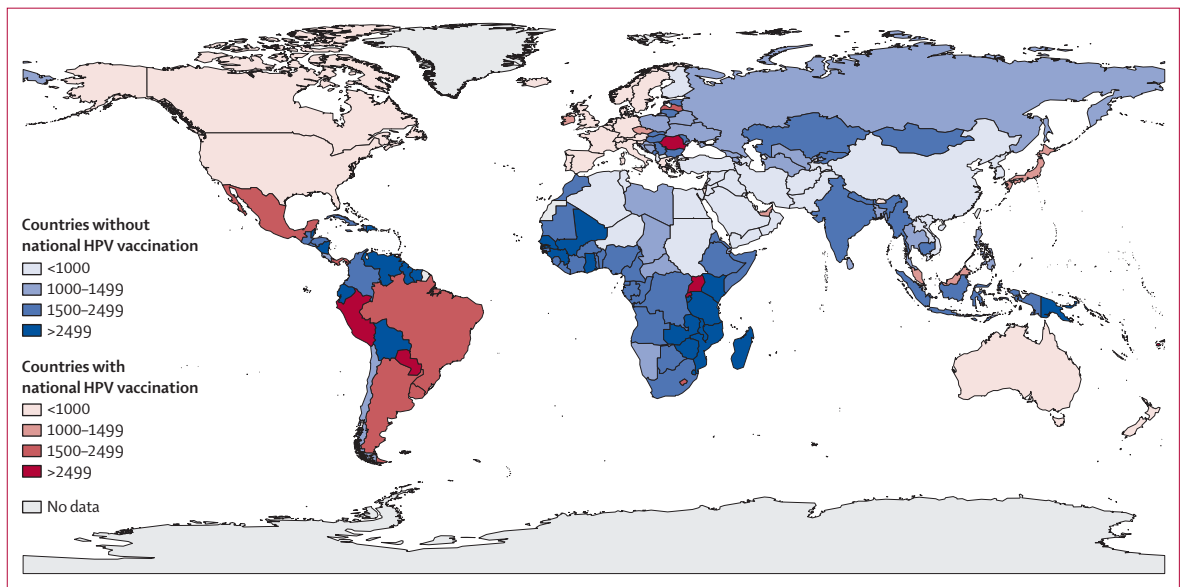 Countries without
national HPV vaccination
<1000
1000–1499
1500–2499
>2499
Countries with
national HPV vaccination
<1000
1000–1499
1500–2499
>2499
No data